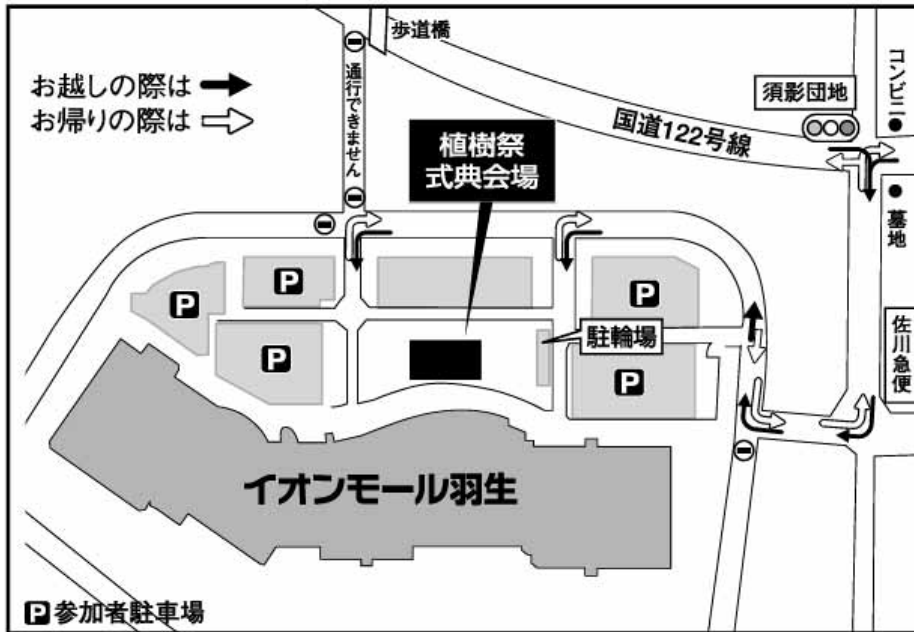 歩道橋
お越しの際は
お帰りの際は
通行できません
国道122号線
須影団地
コンビニ
植樹祭
式典会場
墓地
P
P
P
P
P
駐輪場
佐川急便
イオンモール羽生
P 参加者駐車場